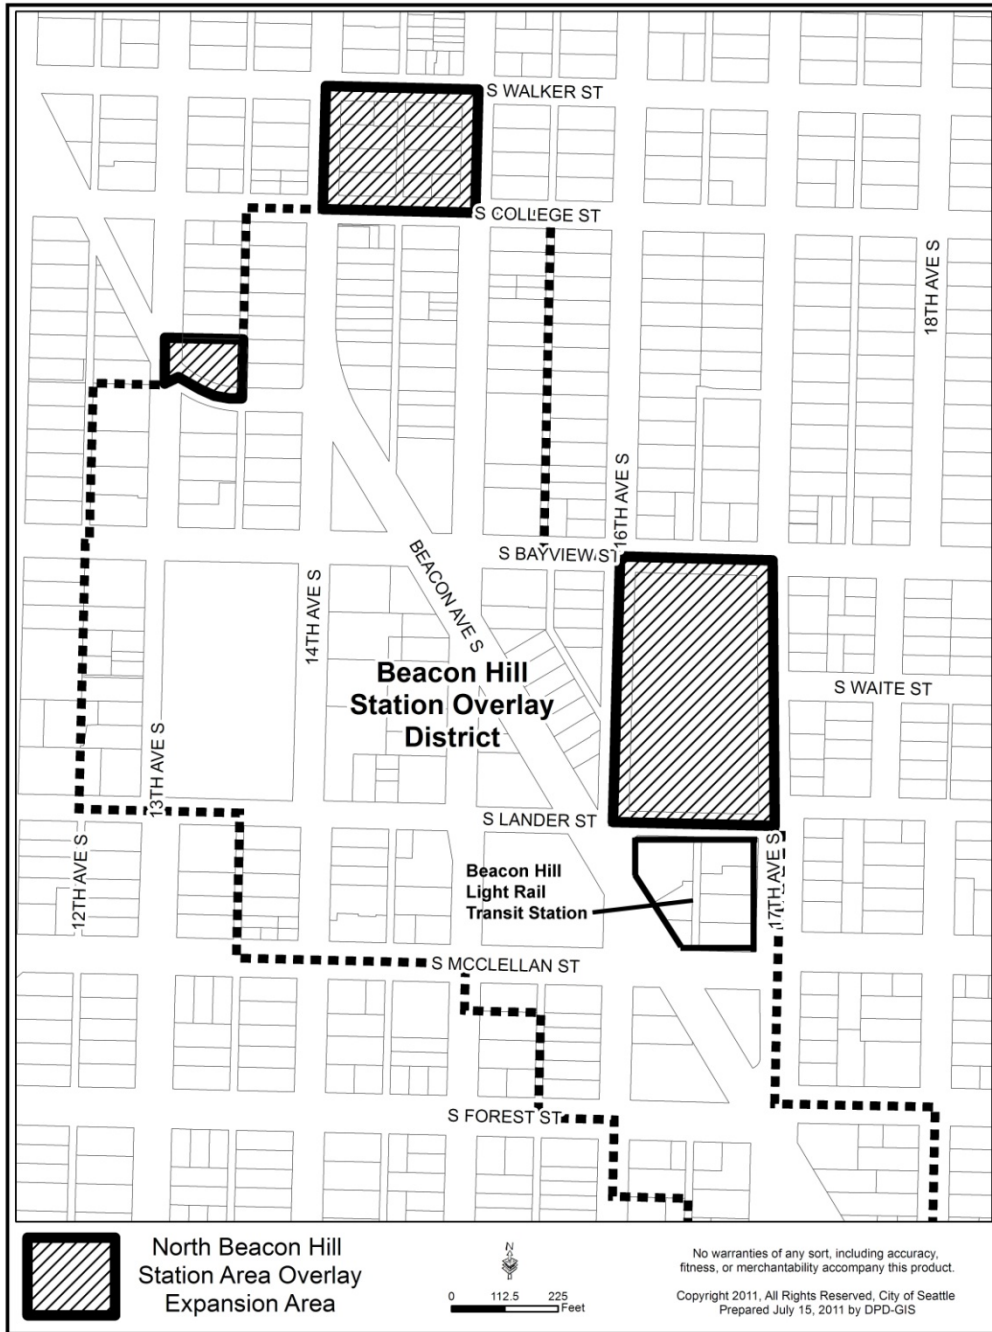 S WALKER ST
S COLLEGE ST
18TH AVE S
16TH AVE S
S BAYVIEW ST
BEACON AVE S
14TH AVE S
Beacon Hill
Station Overlay
District
S WAITE ST
13TH AVE S
S LANDER ST
12TH AVE S
Beacon Hill
Light Rail
Transit Station
17TH AVE S
S MCCLELLAN ST
S FOREST ST
North Beacon Hill
Station Area Overlay
Expansion Area
N
0 112.5 225
Feet
No warranties of any sort, including accuracy,
fitness, or merchantability accompany this product.
Copyright 2011, All Rights Reserved, City of Seattle
Prepared July 15, 2011 by DPD-GIS